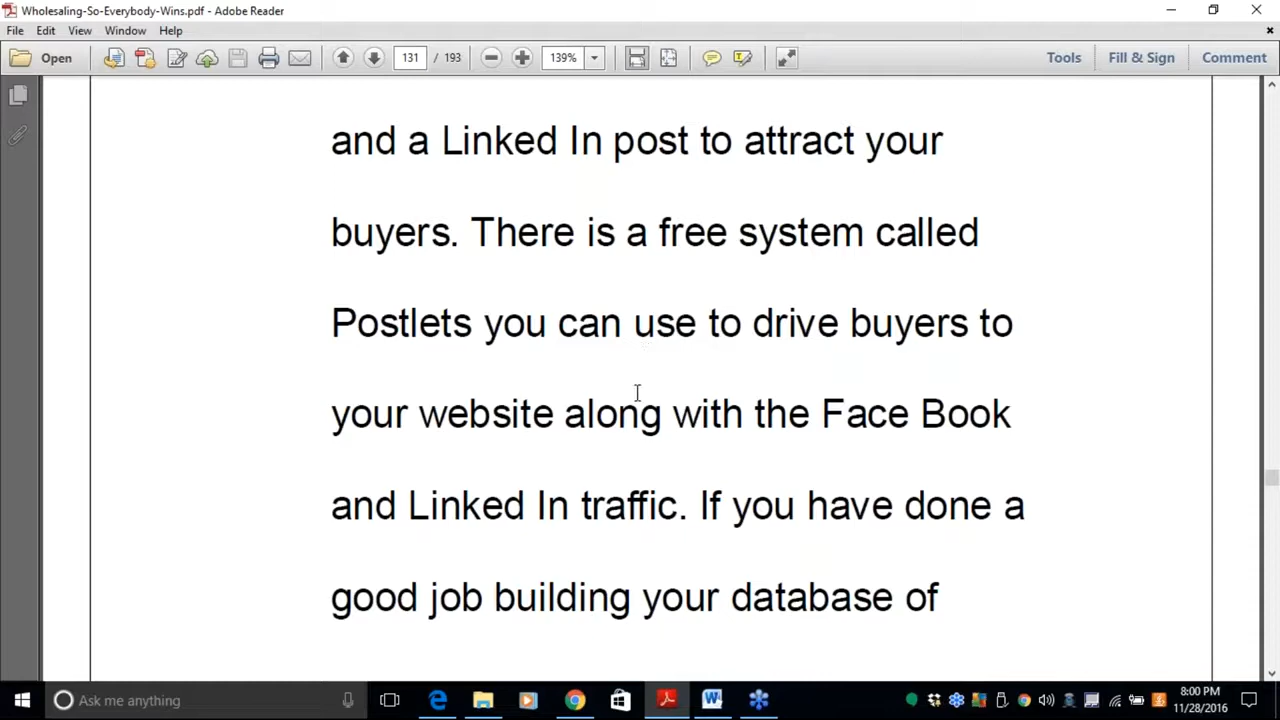 Wholesaling-So-Everybody-Wins.pdf - Adobe Reader
File Edit View Window Help
Open 131 / 193 139% Tools Fill & Sign Comment
and a Linked In post to attract your
buyers. There is a free system called
Postlets you can use to drive buyers to
your website along with the Face Book
and Linked In traffic. If you have done a
good job building your database of
Ask me anything
8:00 PM
11/28/2016